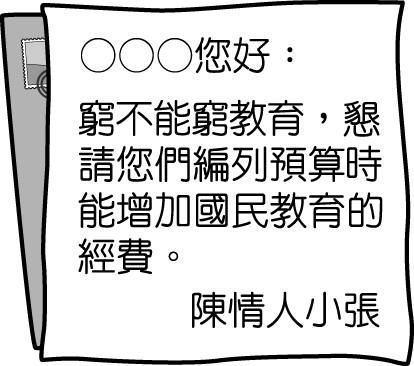 ○○○您好：
窮不能窮教育，懇
請您們編列預算時
能增加國民教育的
經費。
陳情人小張